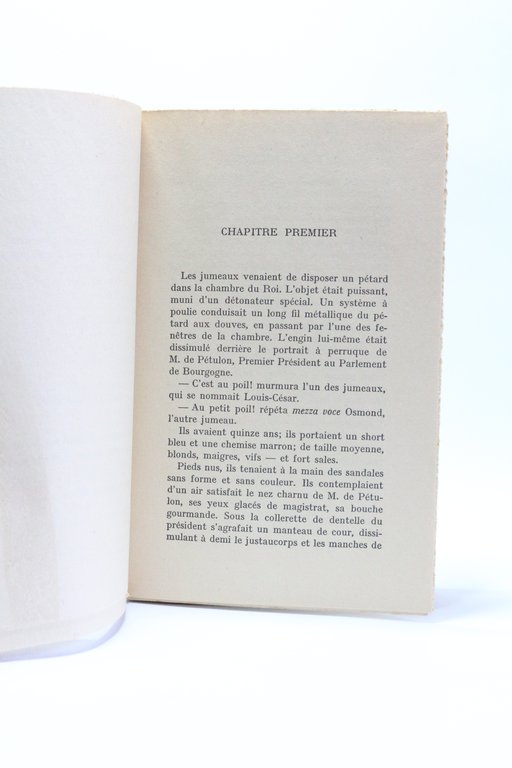 CHAPITRE PREMIER
Les jumeaux venaient de disposer un pétard
dans la chambre du Roi. L'objet était puissant,
muni d'un détonateur spécial. Un système à
poulie conduisait un long fil métallique du pé-
tard aux douves, en passant par l'une des fe-
nêtres de la chambre. L'engin lui-même était
dissimulé derrière le portrait à perruque de
M. de Pétulon, Premier Président au Parlement
de Bourgogne.
— C'est au poil! murmura l'un des jumeaux,
qui se nommait Louis-César.
— Au petit poil! répéta mezza voce Osmond,
l'autre jumeau.
Ils avaient quinze ans; ils portaient un short
bleu et une chemise marron; de taille moyenne,
blonds, maigres, vifs — et fort sales.
Pieds nus, ils tenaient à la main des sandales
sans forme et sans couleur. Ils contemplaient
d'un air satisfait le nez charnu de M. de Pétu-
lon, ses yeux glacés de magistrat, sa bouche
gourmande. Sous la collerette de dentelle du
président s'agrafait un manteau de cour, dissi-
mulant à demi le justaucorps et les manches de